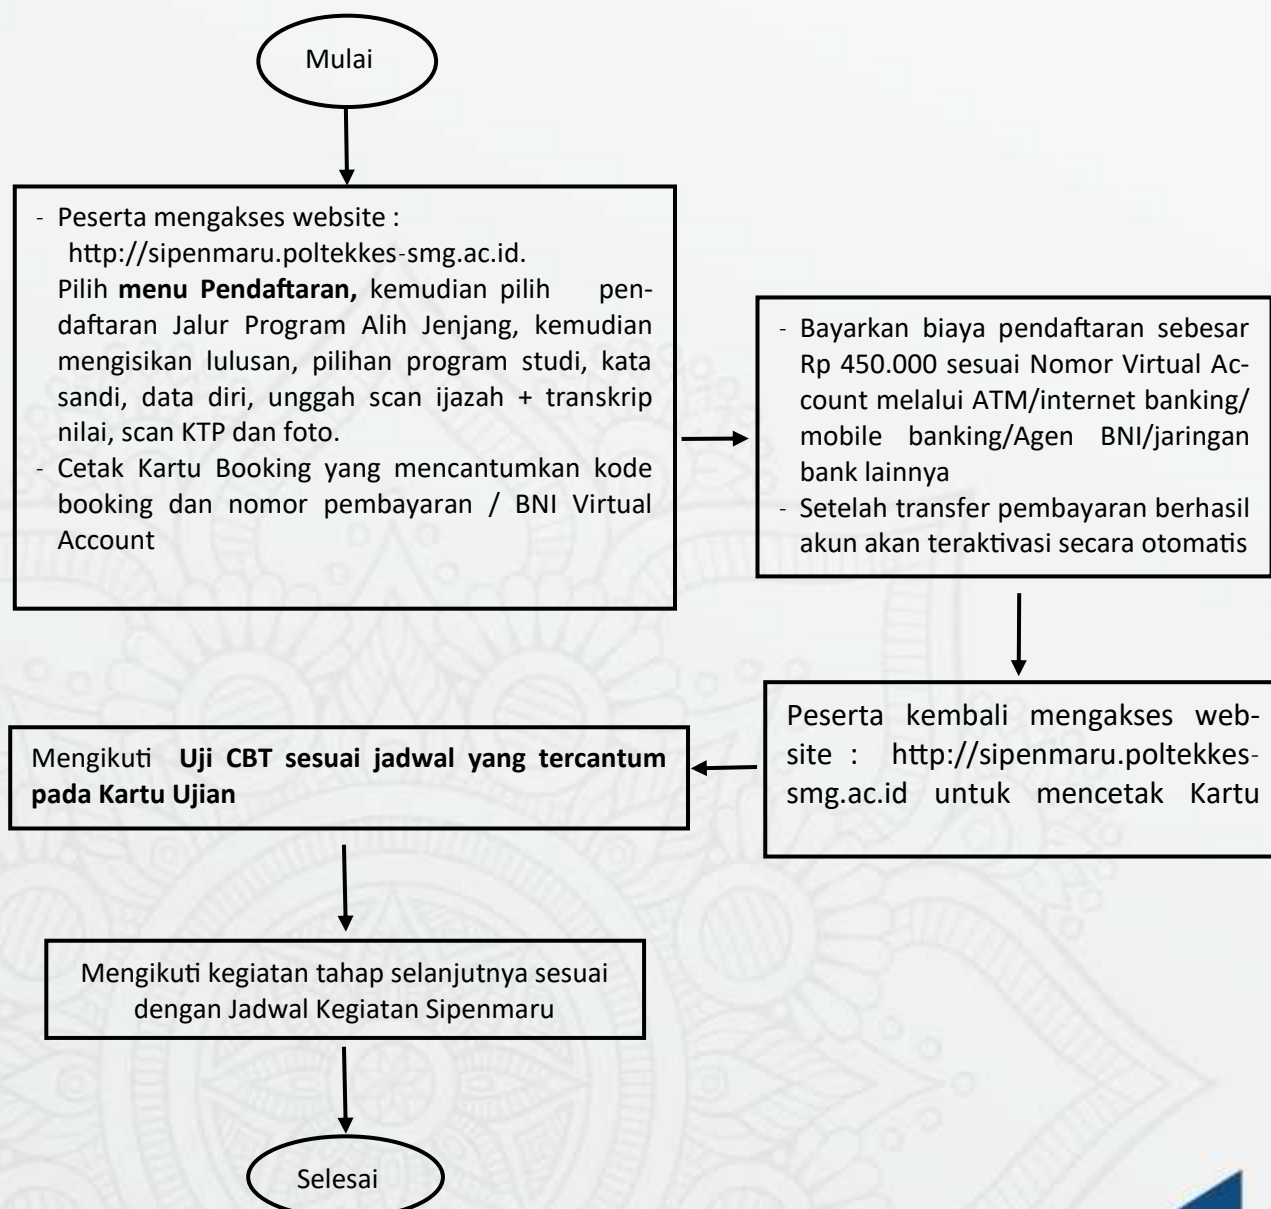 Mulai
- Peserta mengakses website :
http://sipenmaru.poltekkes-smg.ac.id.
Pilih menu Pendaftaran, kemudian pilih pen-
daftaran Jalur Program Alih Jenjang, kemudian
mengisikan lulusan, pilihan program studi, kata
sandi, data diri, unggah scan ijazah + transkrip
nilai, scan KTP dan foto.
- Cetak Kartu Booking yang mencantumkan kode
booking dan nomor pembayaran / BNI Virtual
Account
- Bayarkan biaya pendaftaran sebesar
Rp 450.000 sesuai Nomor Virtual Ac-
count melalui ATM/internet banking/
mobile banking/Agen BNI/jaringan
bank lainnya
- Setelah transfer pembayaran berhasil
akun akan teraktivasi secara otomatis
Peserta kembali mengakses web-
site : http://sipenmaru.poltekkes-
smg.ac.id untuk mencetak Kartu
Mengikuti Uji CBT sesuai jadwal yang tercantum
pada Kartu Ujian
Mengikuti kegiatan tahap selanjutnya sesuai
dengan Jadwal Kegiatan Sipenmaru
Selesai